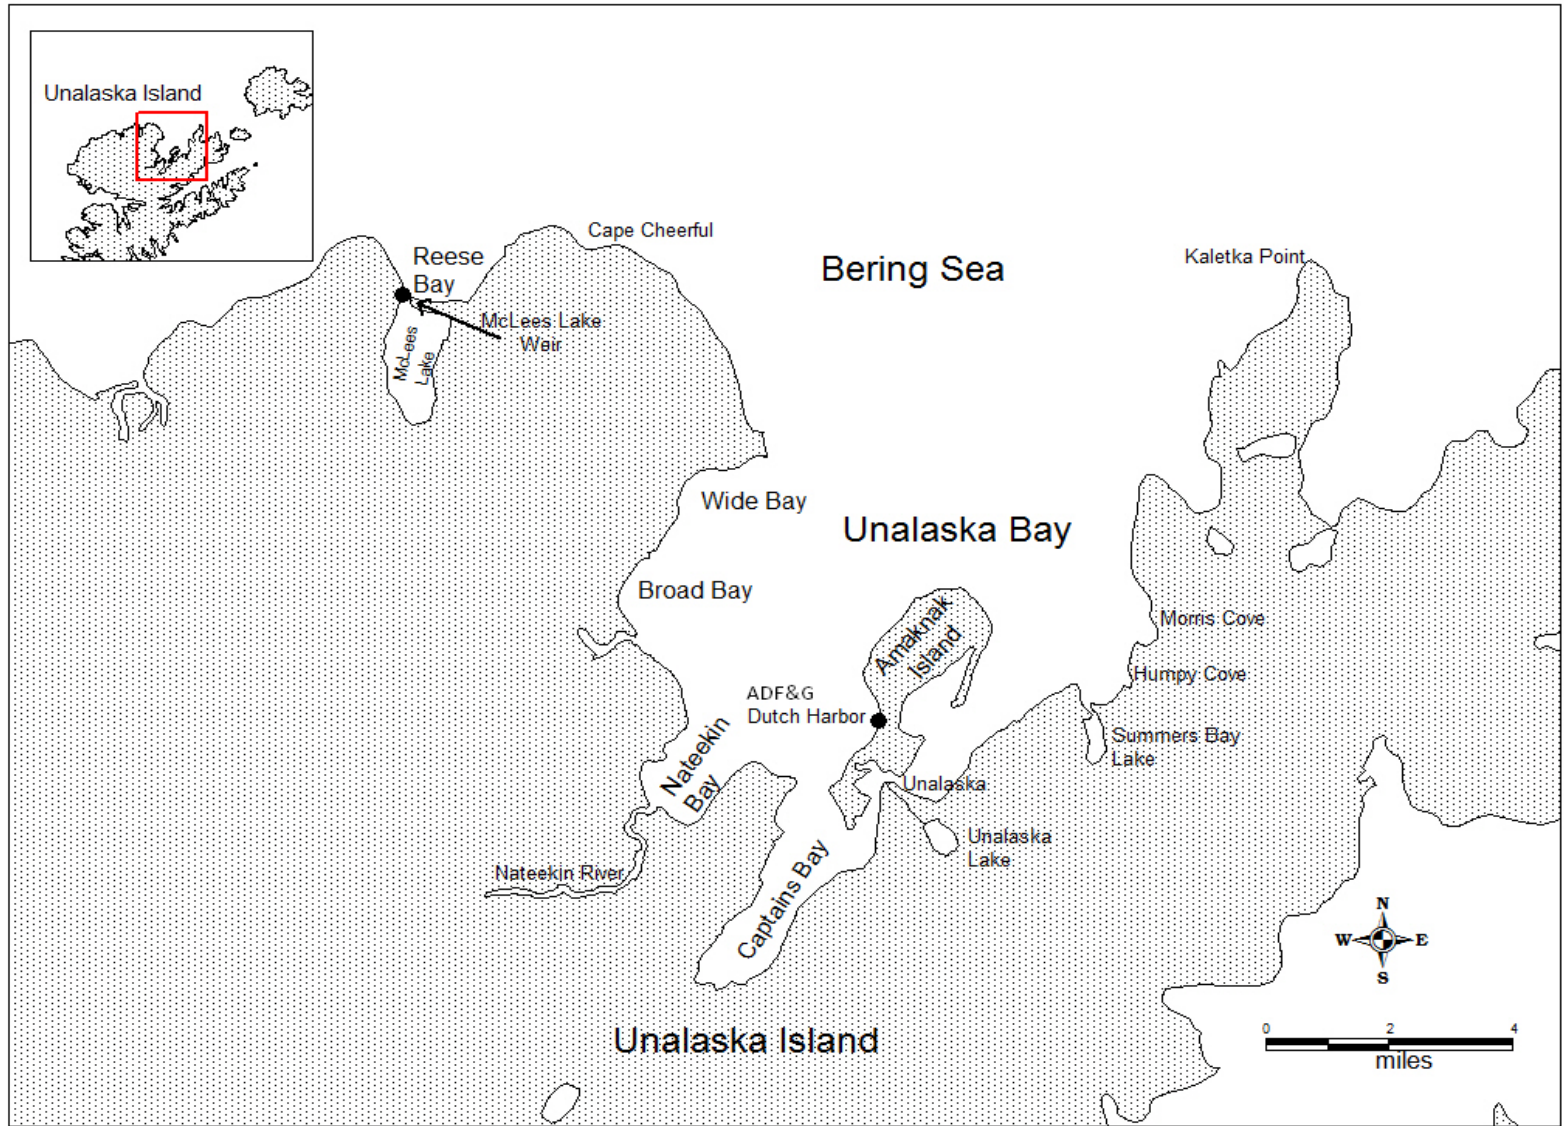 Unalaska Island
Cape Cheerful
Reese
Bay
Bering Sea
Kaletka Point
McLees Lake
Weir
McLees
Lake
Wide Bay
Unalaska Bay
Broad Bay
Amaknak
Island
Morris Cove
Humpy Cove
ADF&G
Dutch Harbor
Summers Bay
Lake
Nateekin
Bay
Unalaska
Unalaska
Lake
Nateekin River
Captains Bay
N
W E
S
Unalaska Island
0 2 4
miles